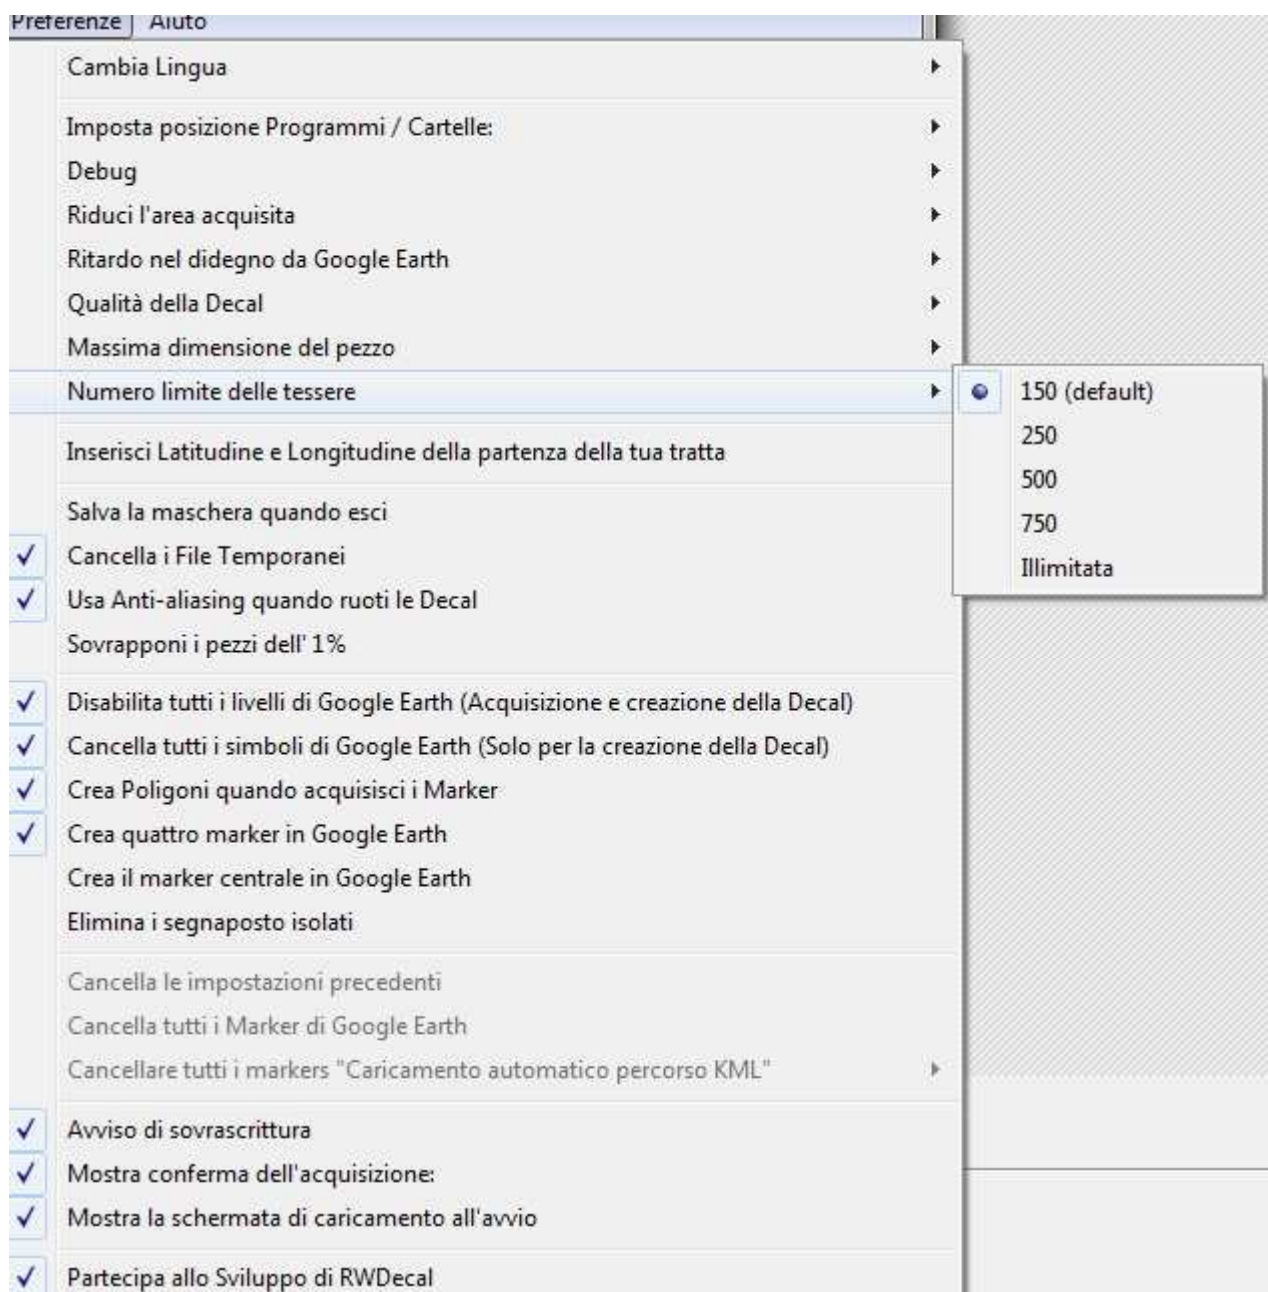 Preferenze Aiuto
Cambia Lingua
Imposta posizione Programmi / Cartelle:
Debug
Riduci l'area acquisita
Ritardo nel didegno da Google Earth
Qualità della Decal
Massima dimensione del pezzo
Numero limite delle tessere
150 (default)
250
500
750
Illimitata
Inserisci Latitudine e Longitudine della partenza della tua tratta
Salva la maschera quando esci
Cancella i File Temporanei
Usa Anti-aliasing quando ruoti le Decal
Sovrapponi i pezzi dell' 1%
Disabilita tutti i livelli di Google Earth (Acquisizione e creazione della Decal)
Cancella tutti i simboli di Google Earth (Solo per la creazione della Decal)
Crea Poligoni quando acquisisci i Marker
Crea quattro marker in Google Earth
Crea il marker centrale in Google Earth
Elimina i segnaposto isolati
Cancella le impostazioni precedenti
Cancella tutti i Marker di Google Earth
Cancellare tutti i markers "Caricamento automatico percorso KML"
Avviso di sovrascrittura
Mostra conferma dell'acquisizione:
Mostra la schermata di caricamento all'avvio
Partecipa allo Sviluppo di RWDecal